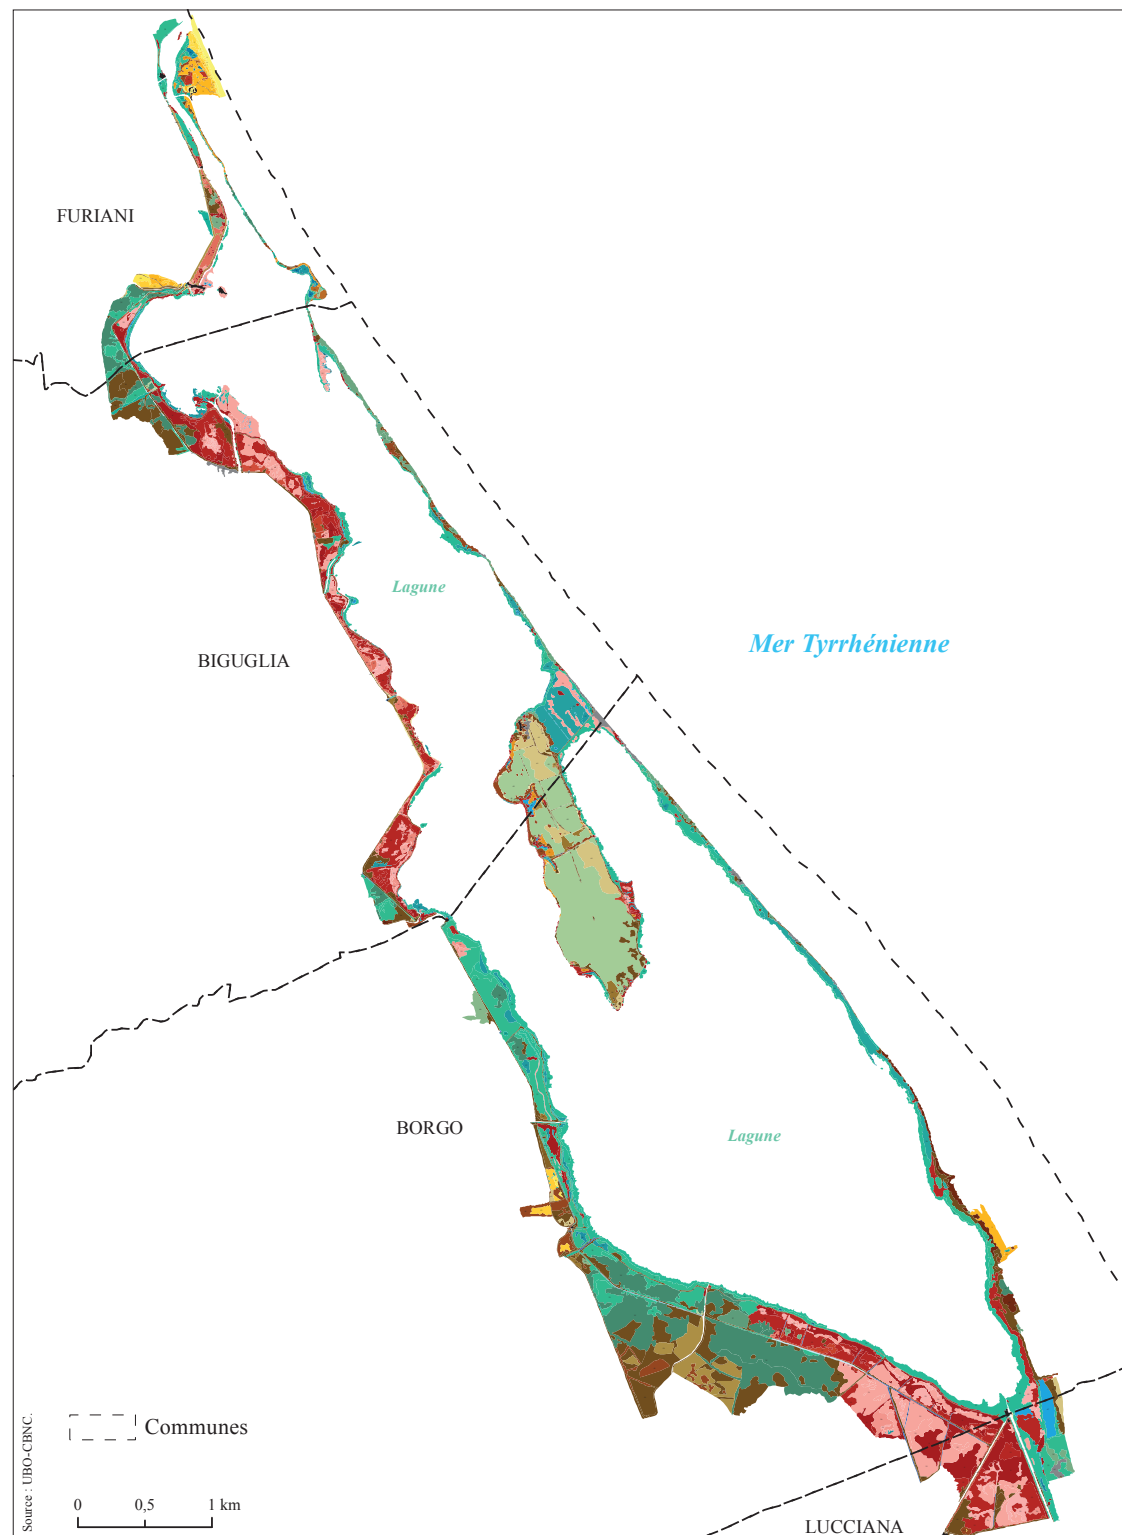 FURIANI
Lagune
Mer Tyrrhénienne
BIGUGLIA
BORGO
Lagune
Communes
Source : UBO-CBNC.
0 0,5 1 km
LUCCIANA